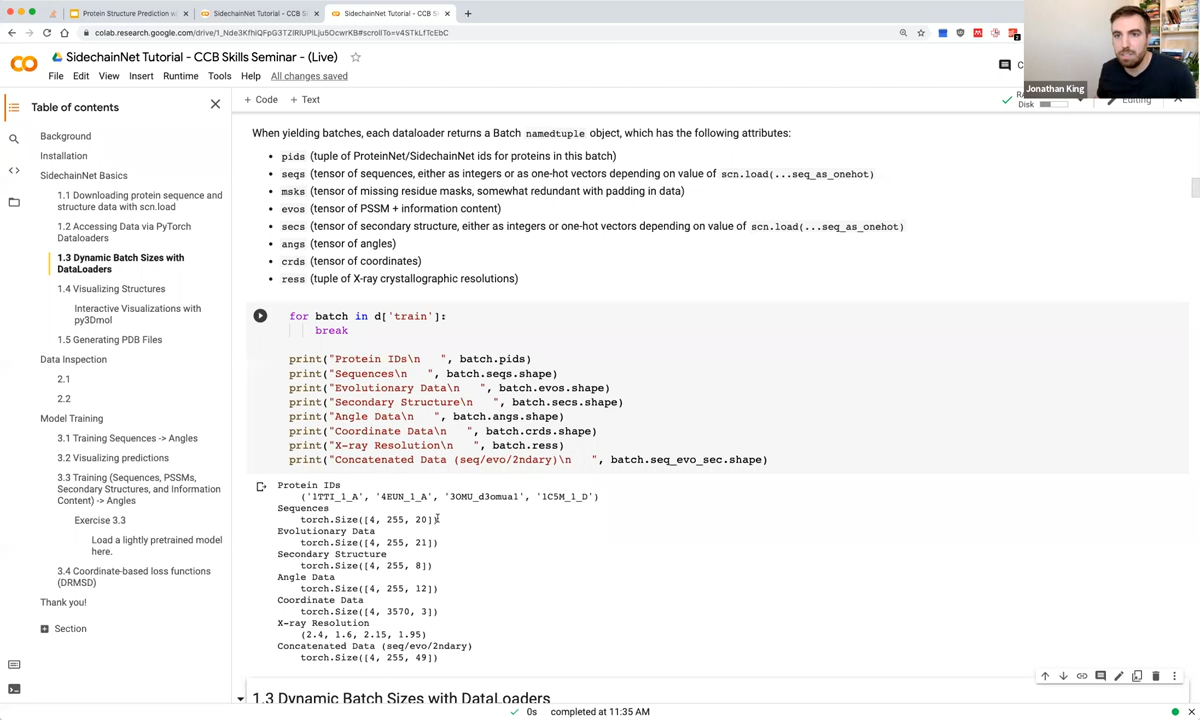 Protein Structure Prediction w
SidechainNet Tutorial - CCB S
SidechainNet Tutorial - CCB S
colab.research.google.com/drive/1_Nde3KfhiQFpG3TZlRlUPlLju5OcwrKB#scrollTo=v4STkLfTcEbC
Jonathan King
SidechainNet Tutorial - CCB Skills Seminar - (Live)
File Edit View Insert Runtime Tools Help All changes saved
+ Code + Text
Disk
Editing
Table of contents
Background
Installation
SidechainNet Basics
1.1 Downloading protein sequence and
structure data with scn.load
1.2 Accessing Data via PyTorch
Dataloaders
1.3 Dynamic Batch Sizes with
DataLoaders
1.4 Visualizing Structures
Interactive Visualizations with
py3Dmol
1.5 Generating PDB Files
Data Inspection
2.1
2.2
Model Training
3.1 Training Sequences -> Angles
3.2 Visualizing predictions
3.3 Training (Sequences, PSSMs,
Secondary Structures, and Information
Content) -> Angles
Exercise 3.3
Load a lightly pretrained model
here.
3.4 Coordinate-based loss functions
(DRMSD)
Thank you!
Section
When yielding batches, each dataloader returns a Batch namedtuple object, which has the following attributes:
• pids (tuple of ProteinNet/SidechainNet ids for proteins in this batch)
• seqs (tensor of sequences, either as integers or as one-hot vectors depending on value of scn.load(...seq_as_onehot)
• msks (tensor of missing residue masks, somewhat redundant with padding in data)
• evos (tensor of PSSM + information content)
• secs (tensor of secondary structure, either as integers or one-hot vectors depending on value of scn.load(...seq_as_onehot)
• angs (tensor of angles)
• crds (tensor of coordinates)
• ress (tuple of X-ray crystallographic resolutions)
for batch in d['train']:
break
print("Protein IDs\n   ", batch.pids)
print("Sequences\n   ", batch.seqs.shape)
print("Evolutionary Data\n   ", batch.evos.shape)
print("Secondary Structure\n   ", batch.secs.shape)
print("Angle Data\n   ", batch.angs.shape)
print("Coordinate Data\n   ", batch.crds.shape)
print("X-ray Resolution\n   ", batch.ress)
print("Concatenated Data (seq/evo/2ndary)\n   ", batch.seq_evo_sec.shape)
Protein IDs
('1TTI_1_A', '4EUN_1_A', '3OMU_d3omua1', '1C5M_1_D')
Sequences
torch.Size([4, 255, 20])
Evolutionary Data
torch.Size([4, 255, 21])
Secondary Structure
torch.Size([4, 255, 8])
Angle Data
torch.Size([4, 255, 12])
Coordinate Data
torch.Size([4, 3570, 3])
X-ray Resolution
(2.4, 1.6, 2.15, 1.95)
Concatenated Data (seq/evo/2ndary)
torch.Size([4, 255, 49])
1.3 Dynamic Batch Sizes with DataLoaders
0s completed at 11:35 AM